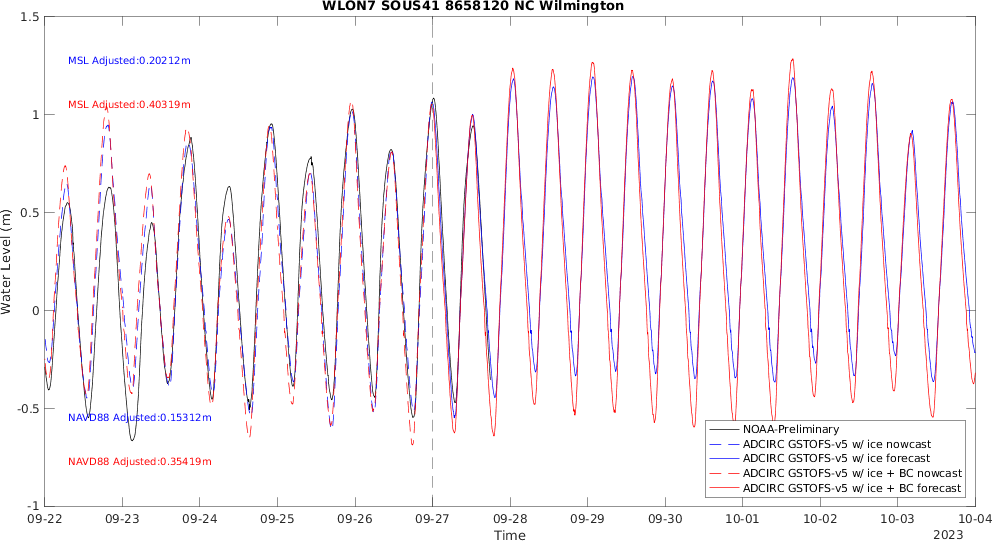 WLON7 SOUS41 8658120 NC Wilmington
1.5
MSL Adjusted:0.20212m
MSL Adjusted:0.40319m
1
0.5
Water Level (m)
0
-0.5
NAVD88 Adjusted:0.15312m
NAVD88 Adjusted:0.35419m
NOAA-Preliminary
ADCIRC GSTOFS-v5 w/ ice nowcast
ADCIRC GSTOFS-v5 w/ ice forecast
ADCIRC GSTOFS-v5 w/ ice + BC nowcast
ADCIRC GSTOFS-v5 w/ ice + BC forecast
-1
09-22 09-23 09-24 09-25 09-26 09-27 09-28 09-29 09-30 10-01 10-02 10-03 10-04
Time
2023